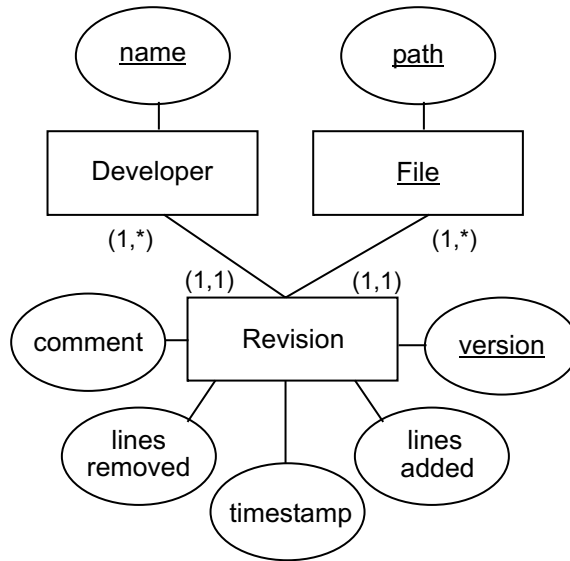 name
path
Developer
File
(1,*)
(1,*)
(1,1)
(1,1)
comment
Revision
version
lines
removed
lines
added
timestamp